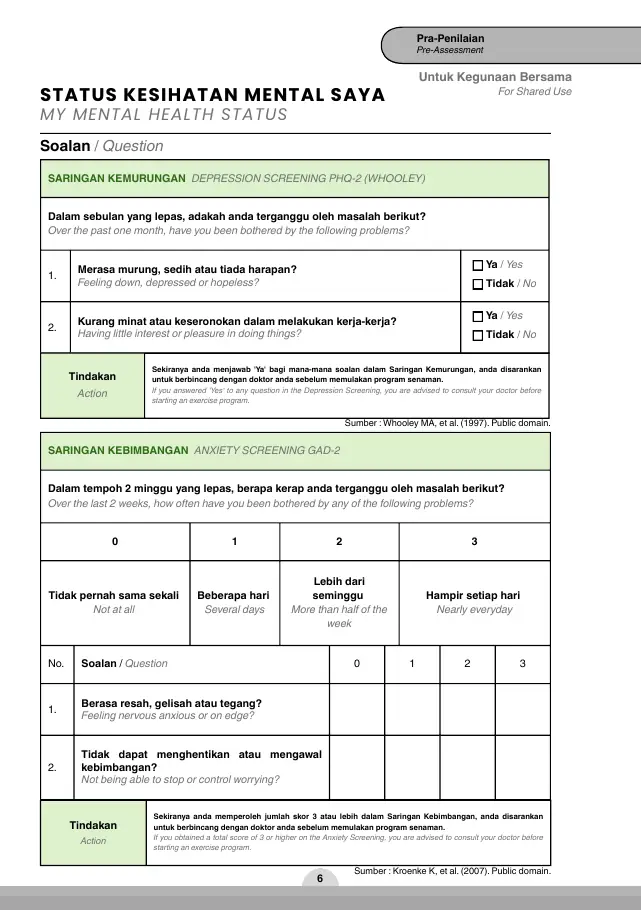 Pra-Penilaian
Pre-Assessment
Untuk Kegunaan Bersama
For Shared Use
STATUS KESIHATAN MENTAL SAYA
MY MENTAL HEALTH STATUS
Soalan / Question
SARINGAN KEMURUNGAN DEPRESSION SCREENING PHQ-2 (WHOOLEY)
Dalam sebulan yang lepas, adakah anda terganggu oleh masalah berikut?
Over the past one month, have you been bothered by the following problems?
1.
Merasa murung, sedih atau tiada harapan?
Feeling down, depressed or hopeless?
Ya / Yes
Tidak / No
2.
Kurang minat atau keseronokan dalam melakukan kerja-kerja?
Having little interest or pleasure in doing things?
Ya / Yes
Tidak / No
Tindakan
Action
Sekiranya anda menjawab 'Ya' bagi mana-mana soalan dalam Saringan Kemurungan, anda disarankan
untuk berbincang dengan doktor anda sebelum memulakan program senaman.
If you answered 'Yes' to any question in the Depression Screening, you are advised to consult your doctor before
starting an exercise program.
Sumber : Whooley MA, et al. (1997). Public domain.
SARINGAN KEBIMBANGAN ANXIETY SCREENING GAD-2
Dalam tempoh 2 minggu yang lepas, berapa kerap anda terganggu oleh masalah berikut?
Over the last 2 weeks, how often have you been bothered by any of the following problems?
0 1 2 3
Tidak pernah sama sekali
Not at all
Beberapa hari
Several days
Lebih dari
seminggu
More than half of the
week
Hampir setiap hari
Nearly everyday
No. Soalan / Question 0 1 2 3
1.
Berasa resah, gelisah atau tegang?
Feeling nervous anxious or on edge?
2.
Tidak dapat menghentikan atau mengawal
kebimbangan?
Not being able to stop or control worrying?
Tindakan
Action
Sekiranya anda memperoleh jumlah skor 3 atau lebih dalam Saringan Kebimbangan, anda disarankan
untuk berbincang dengan doktor anda sebelum memulakan program senaman.
If you obtained a total score of 3 or higher on the Anxiety Screening, you are advised to consult your doctor before
starting an exercise program.
Sumber : Kroenke K, et al. (2007). Public domain.
6